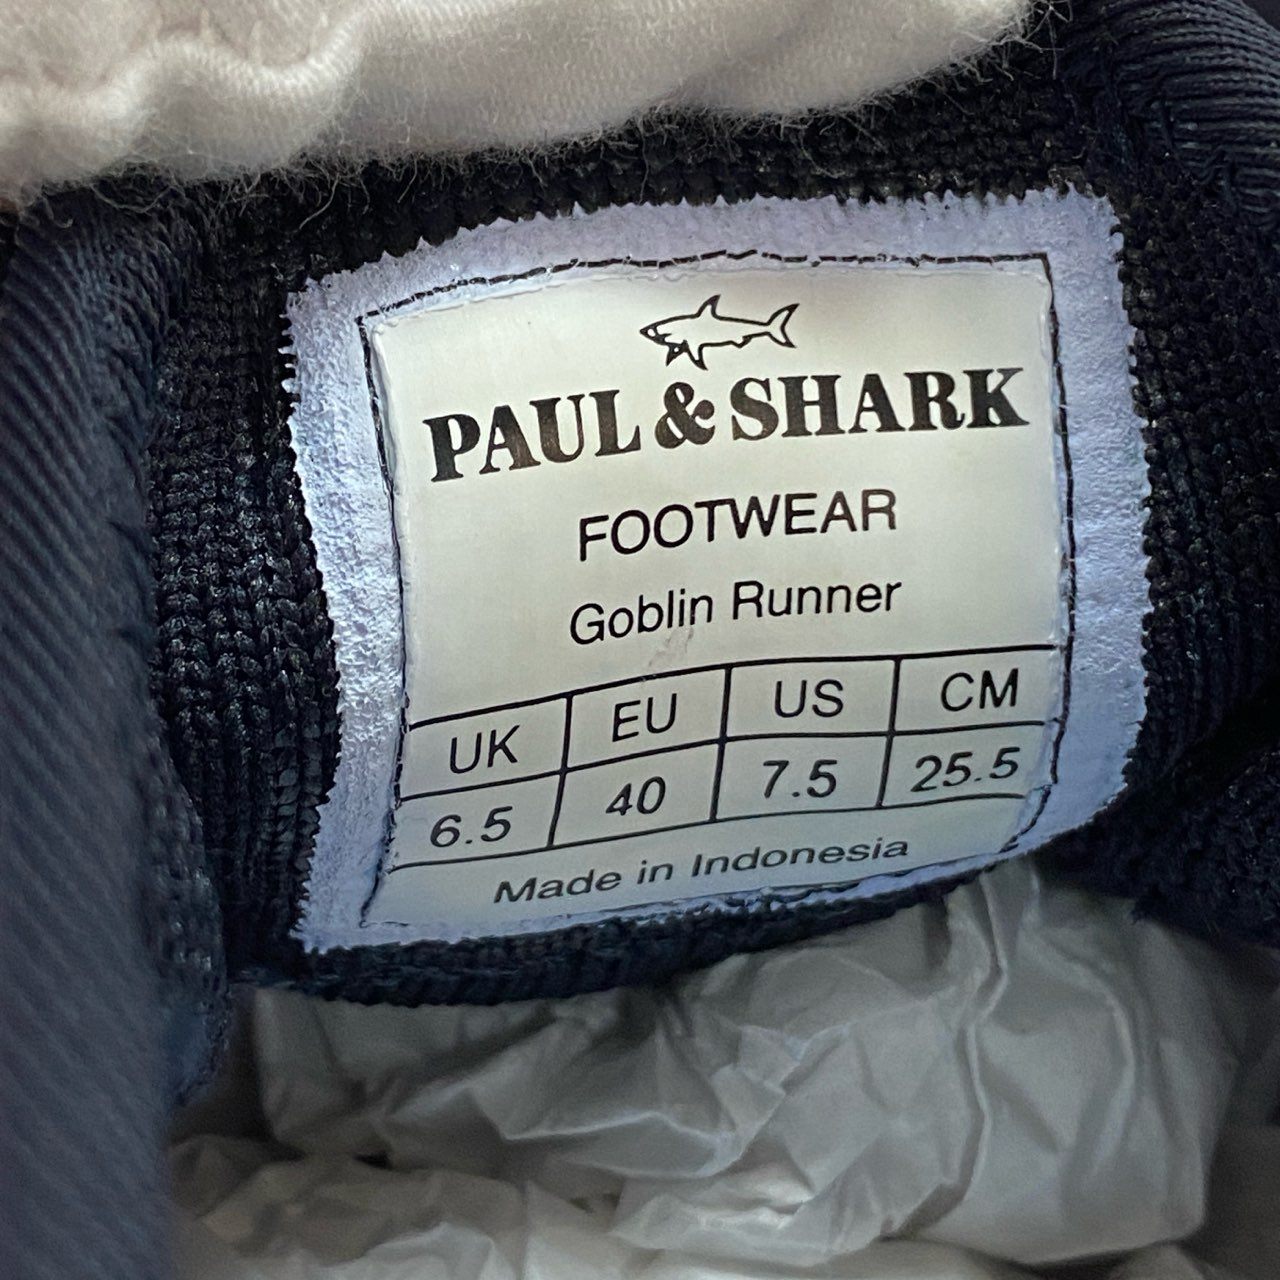 PAUL & SHARK
FOOTWEAR
Goblin Runner
UK EU US CM
6.5 40 7.5 25.5
Made in Indonesia